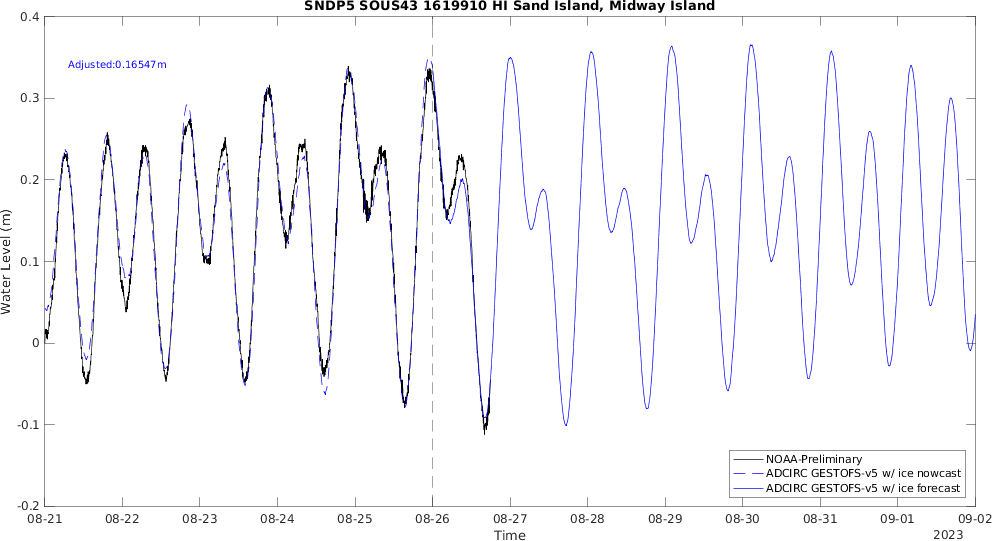 SNDP5 SOUS43 1619910 HI Sand Island, Midway Island
Adjusted:0.16547m
Water Level (m)
0.4
0.3
0.2
0.1
0
-0.1
-0.2
NOAA-Preliminary
ADCIRC GESTOFS-v5 w/ ice nowcast
ADCIRC GESTOFS-v5 w/ ice forecast
08-21 08-22 08-23 08-24 08-25 08-26 08-27 08-28 08-29 08-30 08-31 09-01 09-02
Time
2023